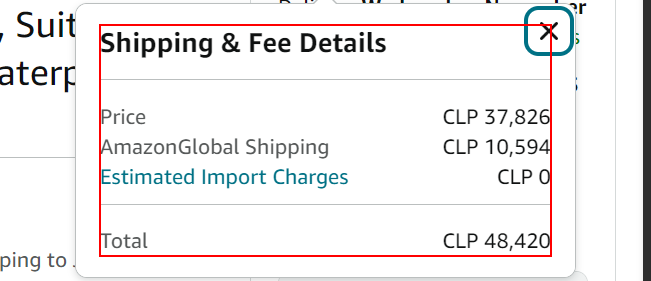 , Suit
aterp
Shipping & Fee Details
Price CLP 37,826
AmazonGlobal Shipping CLP 10,594
Estimated Import Charges CLP 0
Total CLP 48,420
ping to